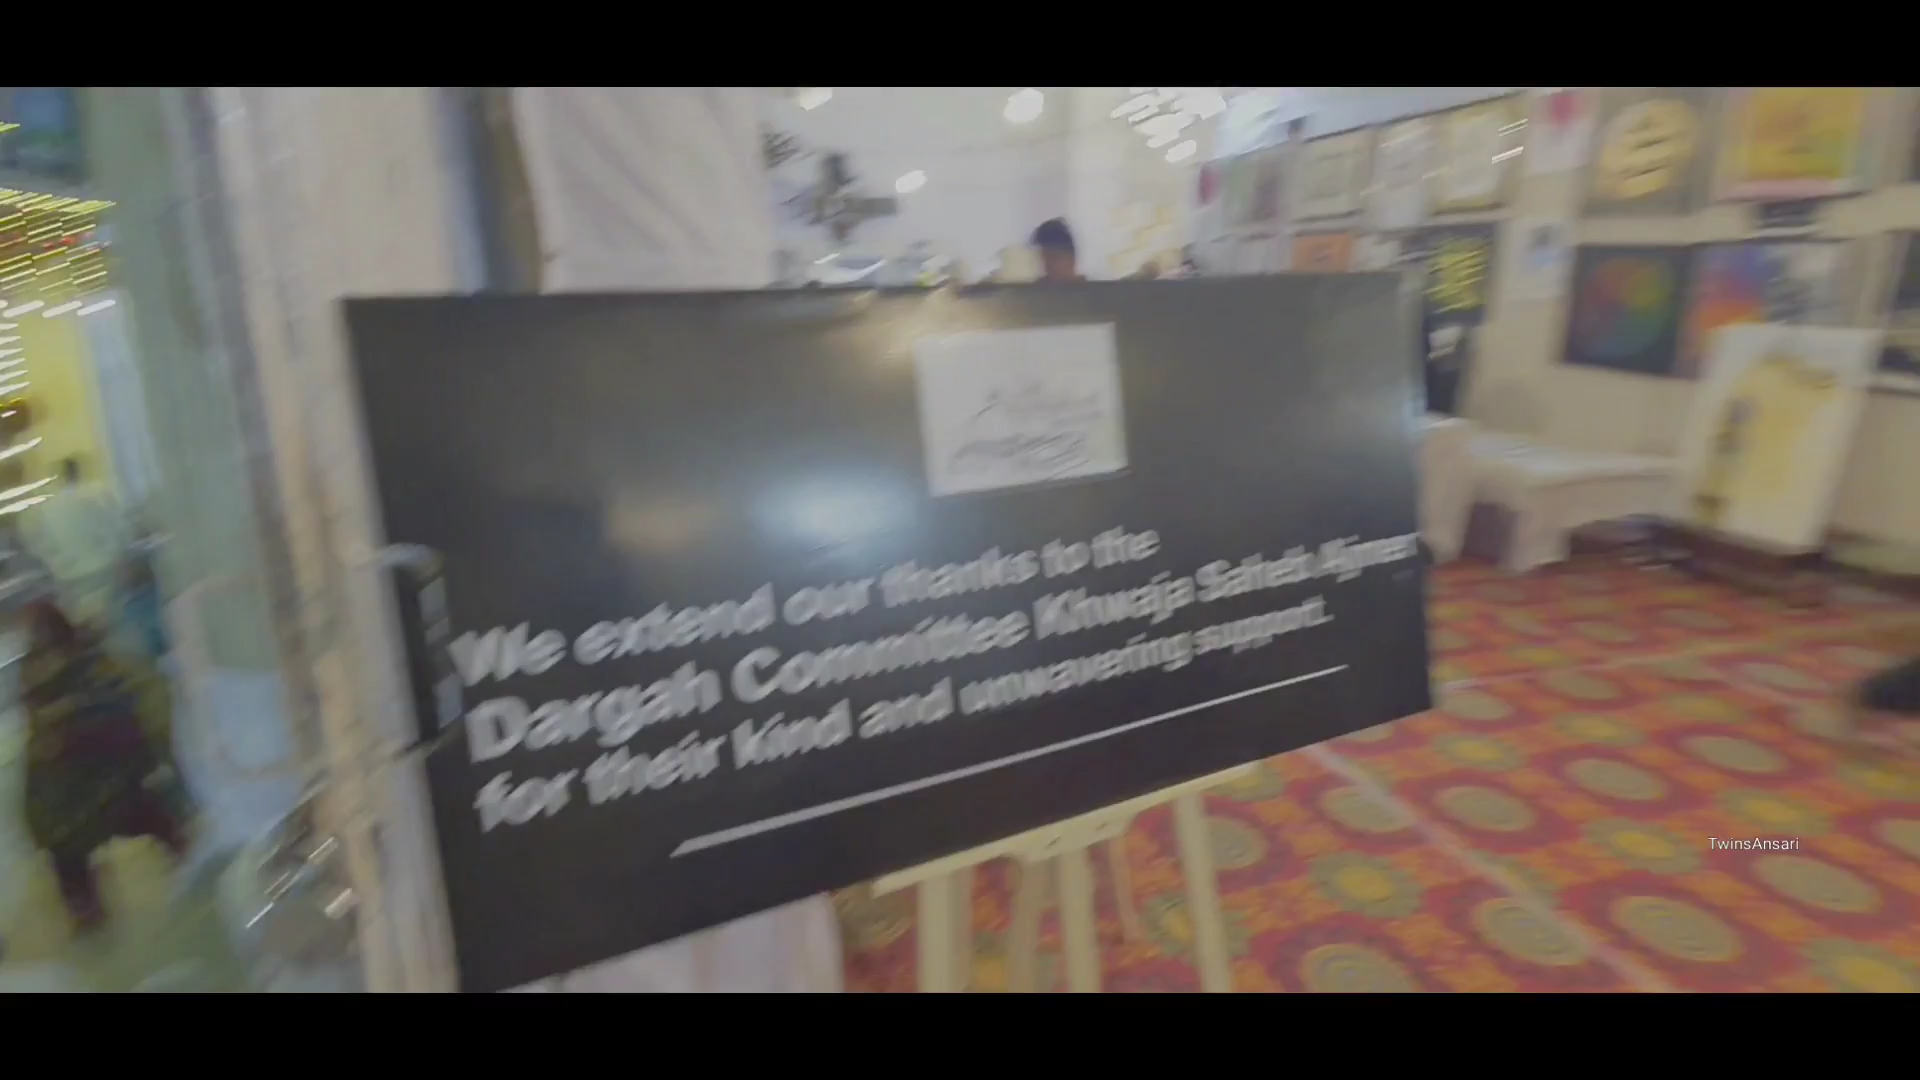 We extend our thanks to the
Dargah Committee Khwaja Saheb Ajmer
for their kind and unwavering support.
TwinsAnsari